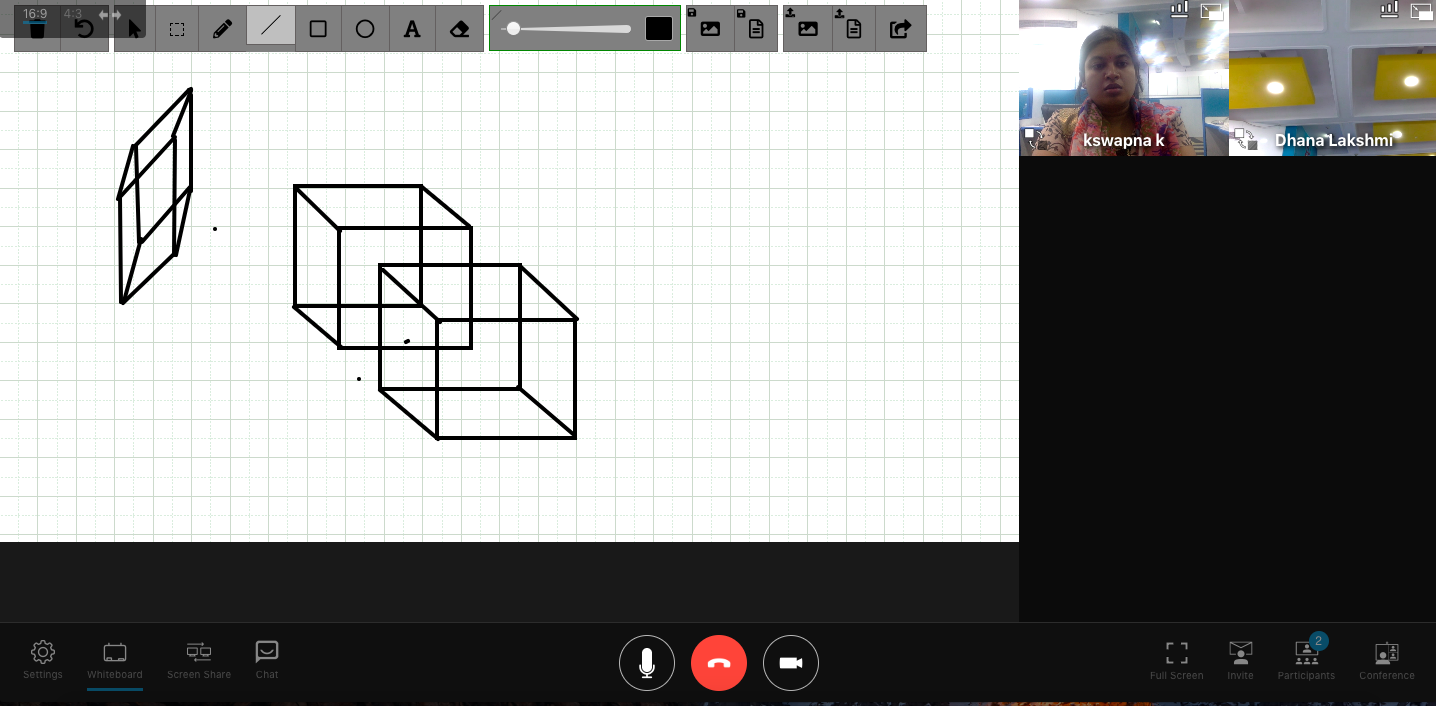 16:9 4:3
A
kswapna k
Dhana Lakshmi
Settings
Whiteboard
Screen Share
Chat
Full Screen
Invite
2
Participants
Conference